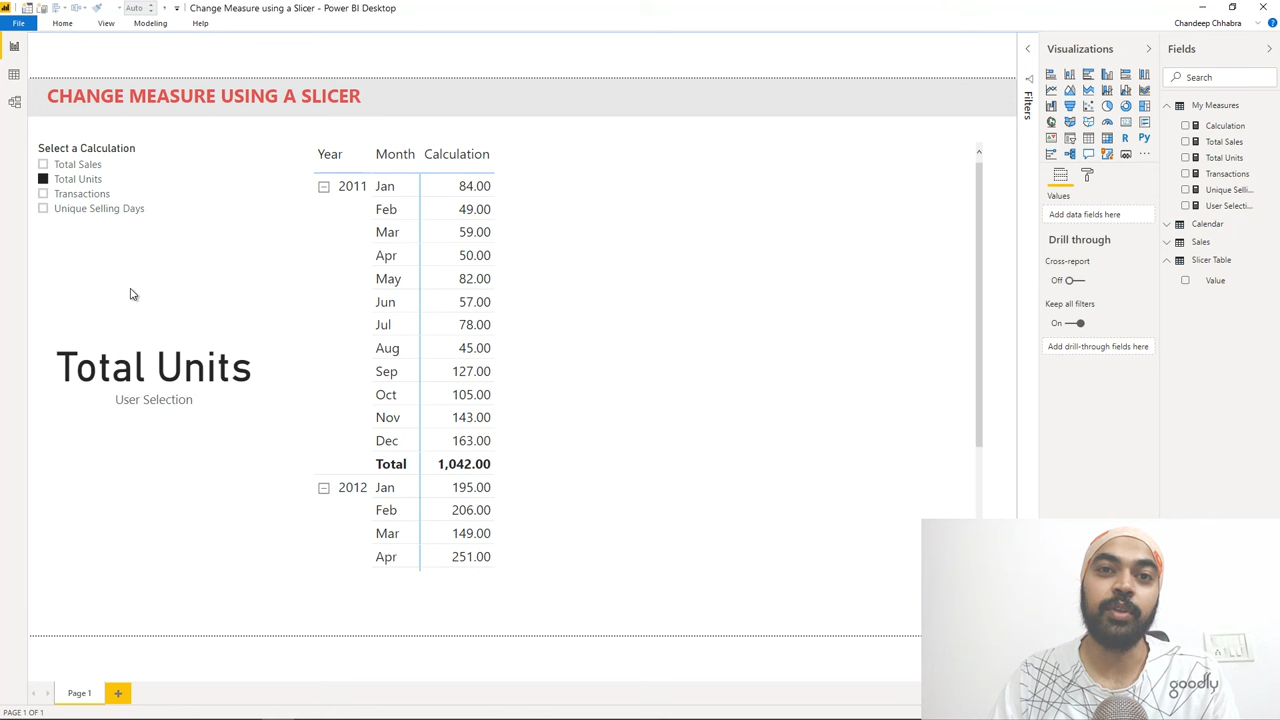 Auto
Change Measure using a Slicer - Power BI Desktop
File Home View Modeling Help
Chandeep Chhabra
CHANGE MEASURE USING A SLICER
Select a Calculation
Total Sales
Total Units
Transactions
Unique Selling Days
Total Units
User Selection
Year Month Calculation
2011 Jan 84.00
Feb 49.00
Mar 59.00
Apr 50.00
May 82.00
Jun 57.00
Jul 78.00
Aug 45.00
Sep 127.00
Oct 105.00
Nov 143.00
Dec 163.00
Total 1,042.00
2012 Jan 195.00
Feb 206.00
Mar 149.00
Apr 251.00
Filters
Visualizations
R Py
Values
Add data fields here
Drill through
Cross-report
Off
Keep all filters
On
Add drill-through fields here
Fields
Search
My Measures
Calculation
Total Sales
Total Units
Transactions
Unique Selli...
User Selecti...
Calendar
Sales
Slicer Table
Value
goodly
Page 1
PAGE 1 OF 1